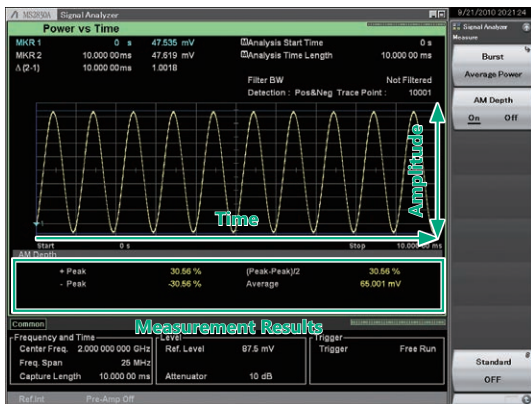 MS2830A Signal Analyzer
9/21/2010 20:21:24
Power vs Time
MKR 1 0 s 47.535 mV Analysis Start Time 0 s
MKR 2 10.000 00 ms 47.619 mV Analysis Time Length 10.000 00 ms
Δ (2-1) 10.000 00 ms 1.0018
Filter BW Not Filtered
Detection : Pos&Neg Trace Point : 10001
Amplitude
Time
Start 0 s Stop 10.000 00 ms
AM Depth
+ Peak 30.56 % (Peak-Peak)/2 30.56 %
- Peak -30.56 % Average 65.001 mV
Measurement Results
Common
Frequency and Time Level Trigger
Center Freq. 2.000 000 000 GHz Ref. Level 87.5 mV Trigger Free Run
Freq. Span 25 MHz
Capture Length 10.000 00 ms Attenuator 10 dB
Ref.Int Pre-Amp Off
Signal Analyzer
Measure
Burst
Average Power
AM Depth
On Off
Standard
OFF